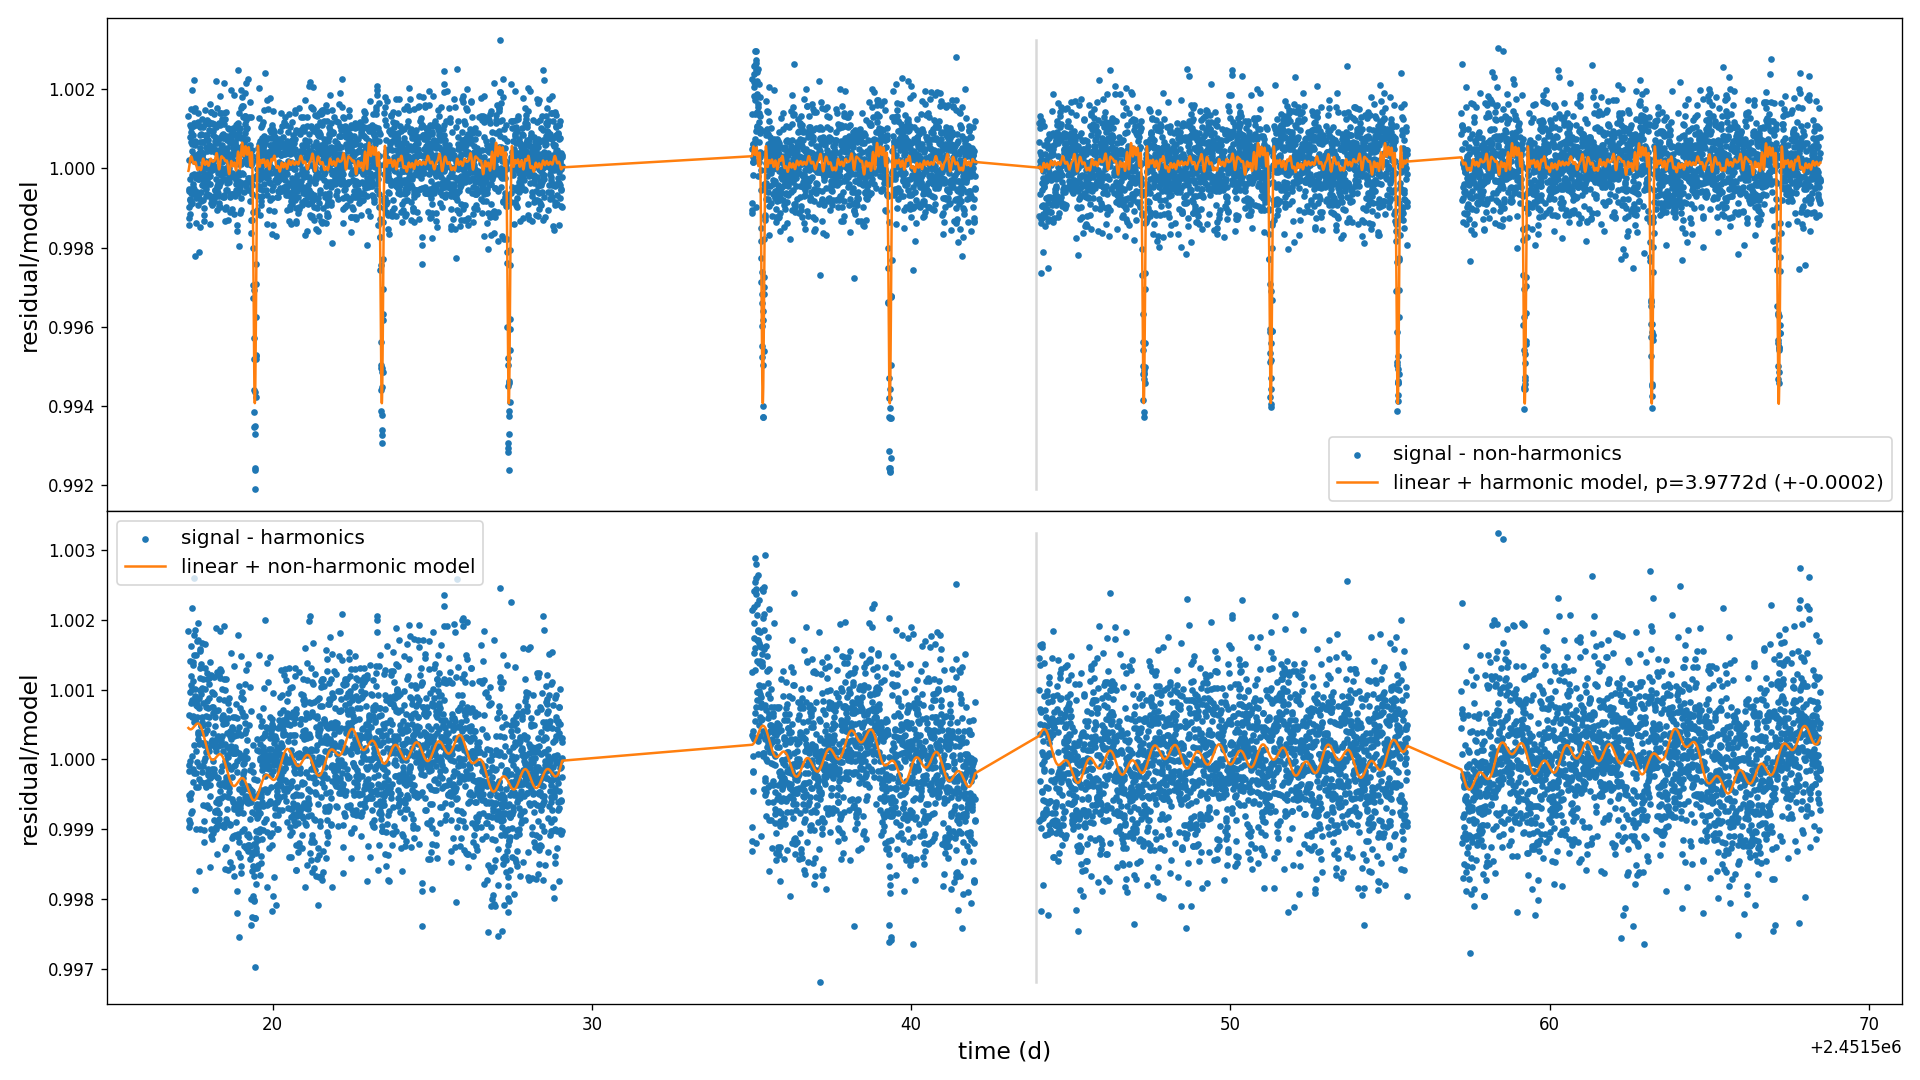 1.002
1.000
0.998
0.996
0.994
0.992
residual/model
signal - non-harmonics
linear + harmonic model, p=3.9772d (+-0.0002)
signal - harmonics
linear + non-harmonic model
1.003
1.002
1.001
1.000
0.999
0.998
0.997
residual/model
20 30 40 50 60 70
time (d)
+2.4515e6